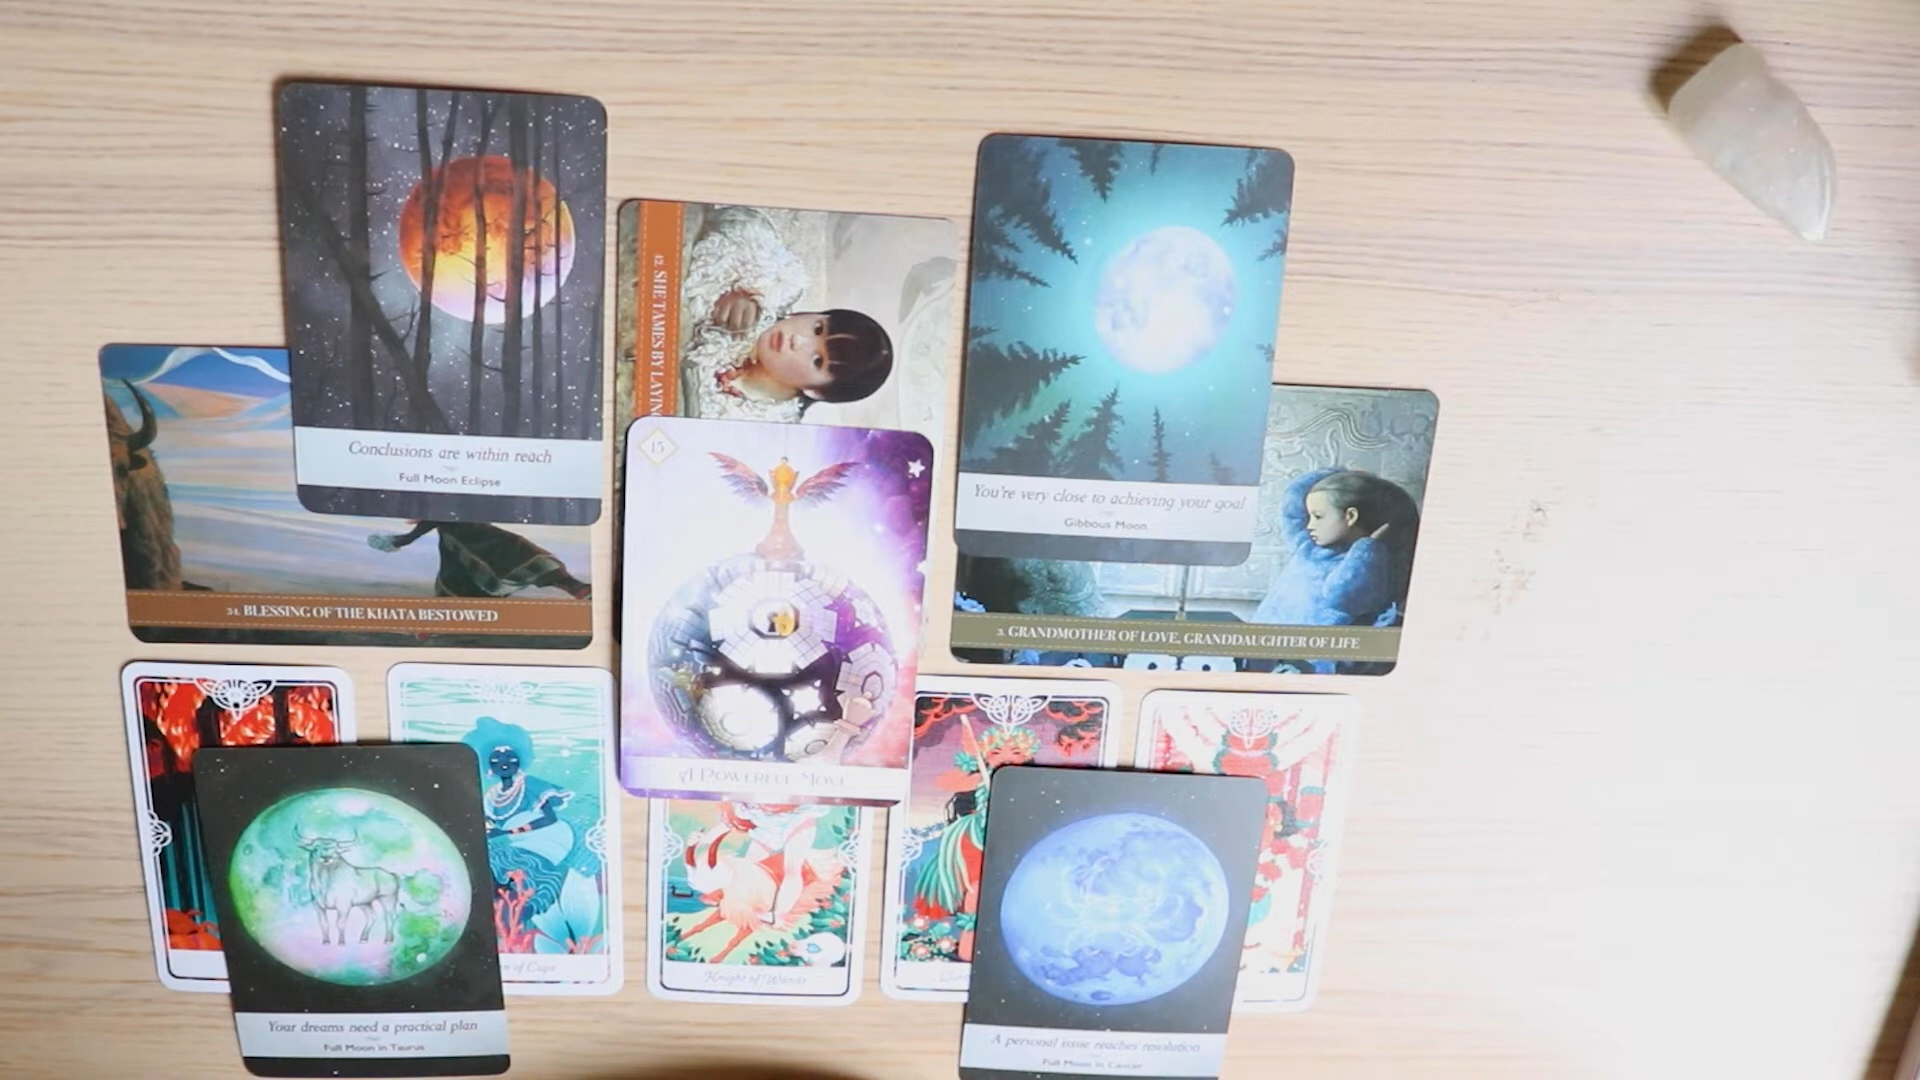 Conclusions are within reach
Full Moon Eclipse
12. SHE TAMES BY LAYING
You're very close to achieving your goal
Gibbous Moon
15
34. BLESSING OF THE KHATA BESTOWED
3. GRANDMOTHER OF LOVE, GRANDDAUGHTER OF LIFE
A POWERFUL MOVE
of Cups
Knight of Wands
Your dreams need a practical plan
Full Moon in Taurus
A personal issue reaches resolution
Full Moon in Cancer